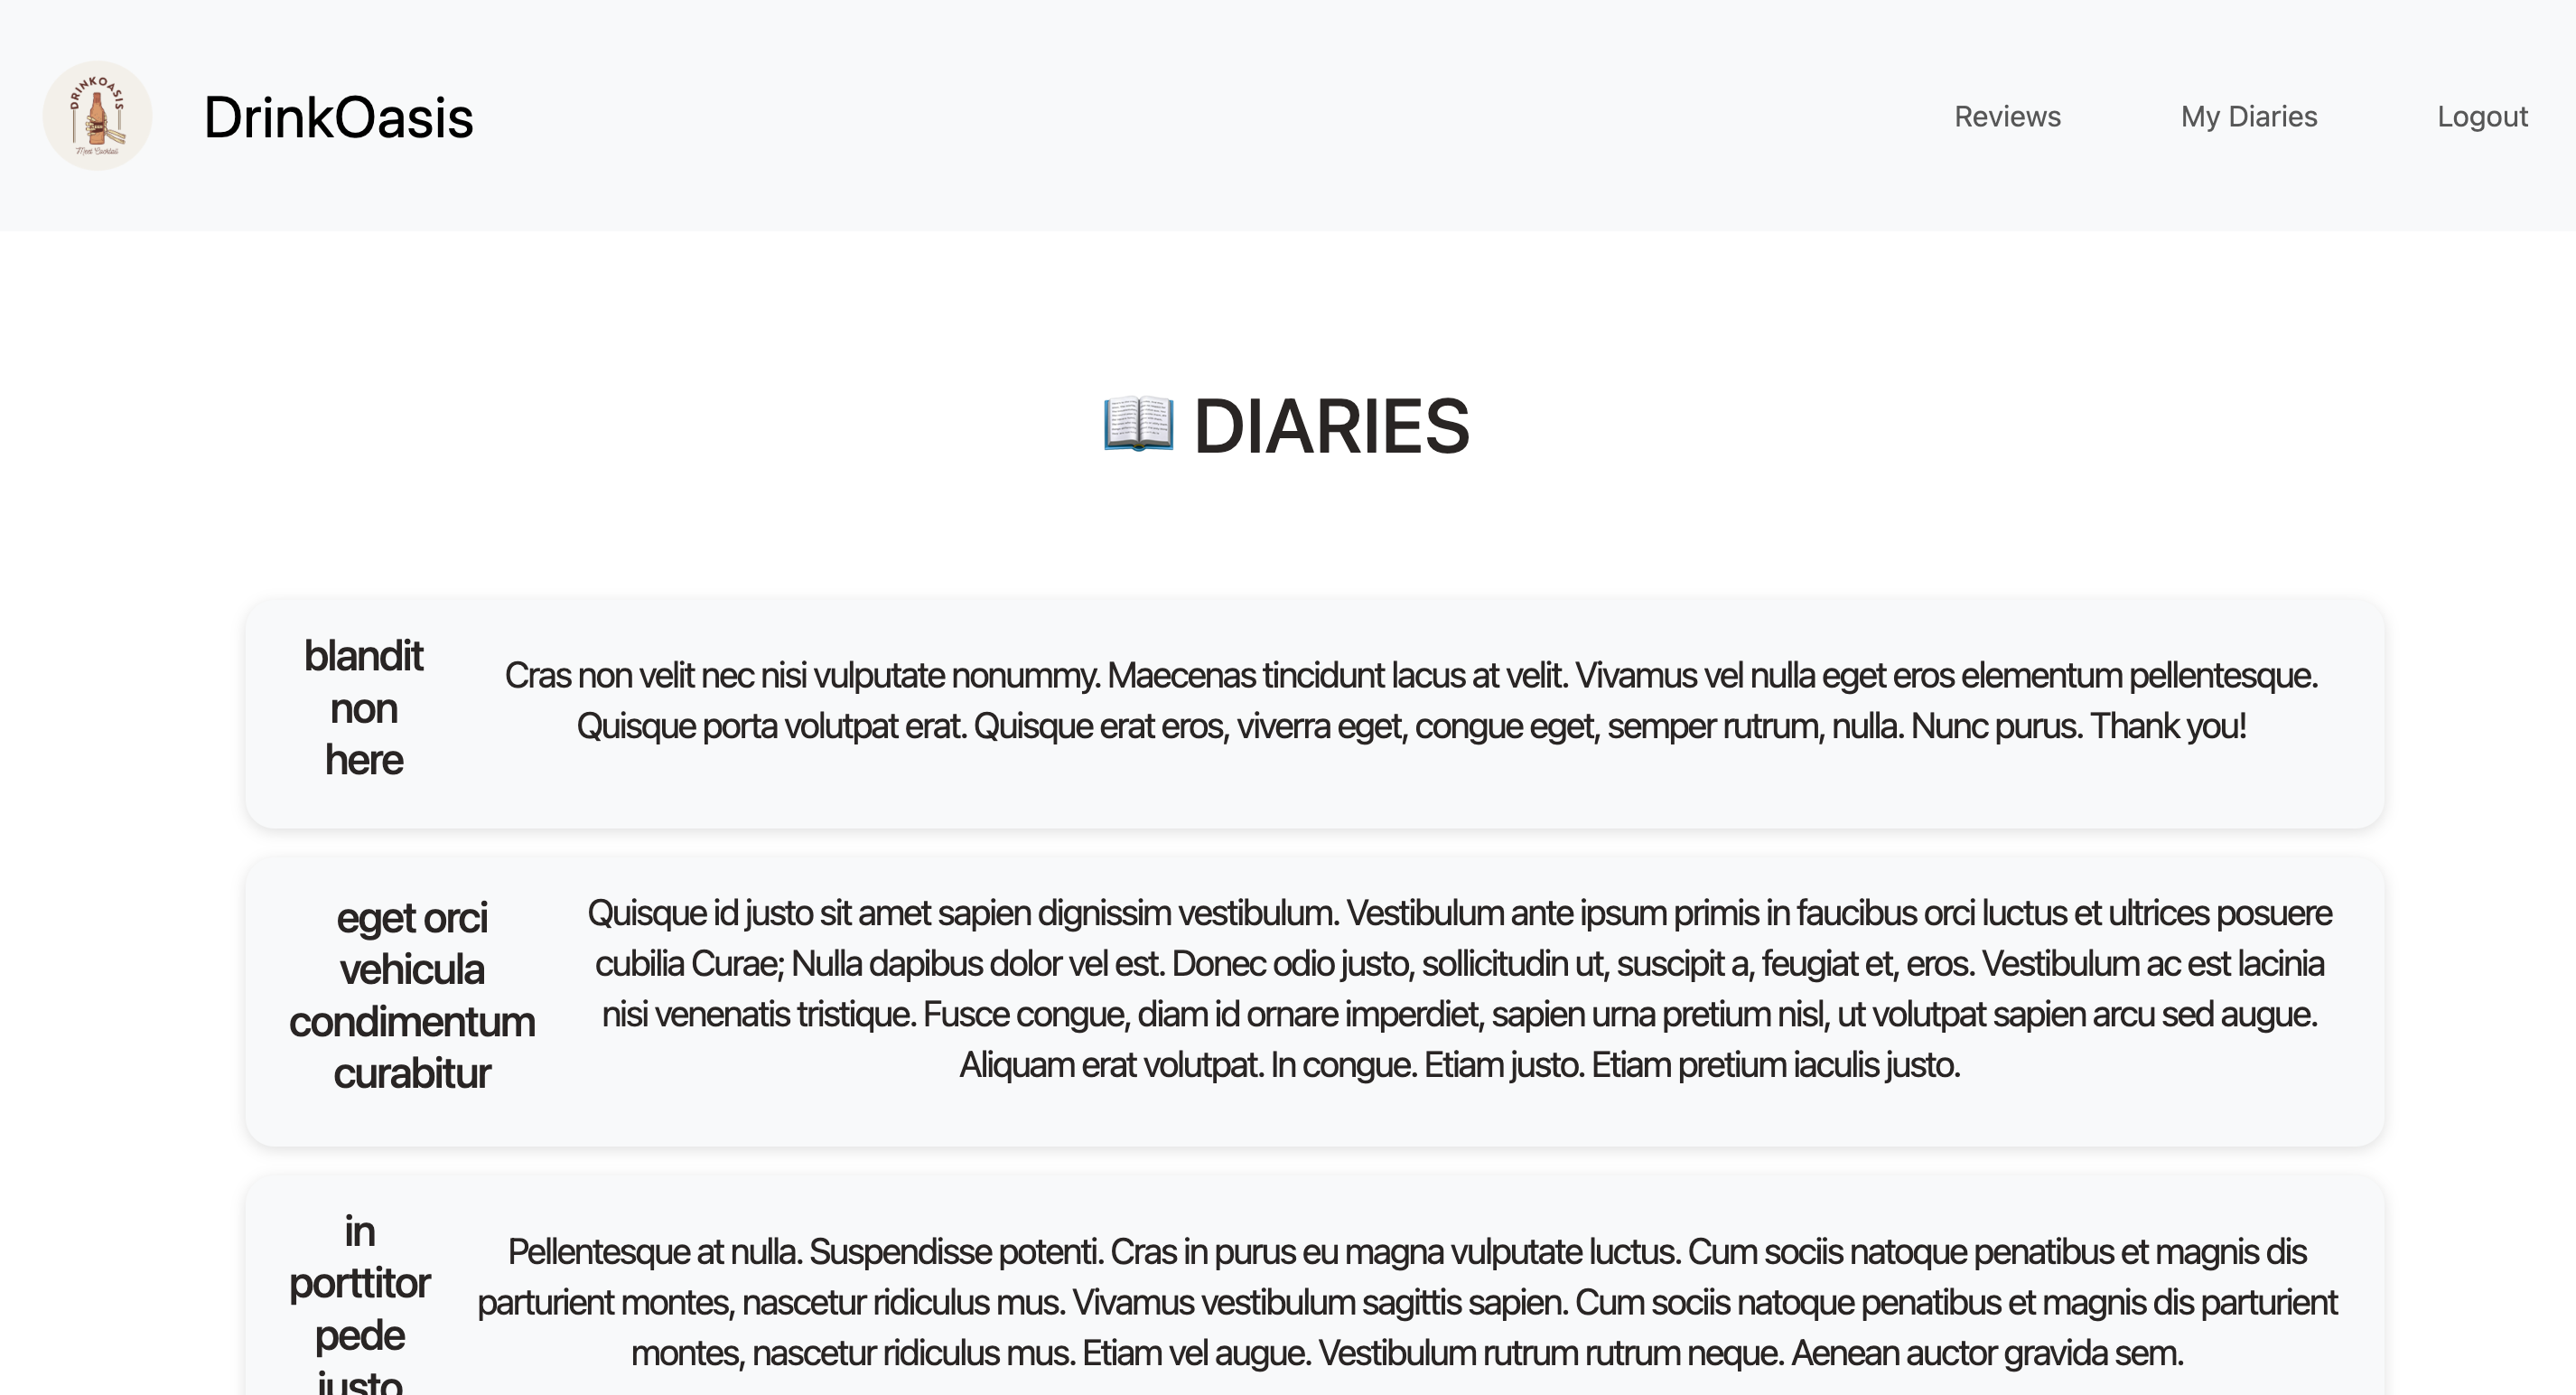 DRINKOASIS
Meet Cocktail
DrinkOasis
Reviews
My Diaries
Logout
DIARIES
blandit
non
here
Cras non velit nec nisi vulputate nonummy. Maecenas tincidunt lacus at velit. Vivamus vel nulla eget eros elementum pellentesque.
Quisque porta volutpat erat. Quisque erat eros, viverra eget, congue eget, semper rutrum, nulla. Nunc purus. Thank you!
eget orci
vehicula
condimentum
curabitur
Quisque id justo sit amet sapien dignissim vestibulum. Vestibulum ante ipsum primis in faucibus orci luctus et ultrices posuere
cubilia Curae; Nulla dapibus dolor vel est. Donec odio justo, sollicitudin ut, suscipit a, feugiat et, eros. Vestibulum ac est lacinia
nisi venenatis tristique. Fusce congue, diam id ornare imperdiet, sapien urna pretium nisl, ut volutpat sapien arcu sed augue.
Aliquam erat volutpat. In congue. Etiam justo. Etiam pretium iaculis justo.
in
porttitor
pede
justo
Pellentesque at nulla. Suspendisse potenti. Cras in purus eu magna vulputate luctus. Cum sociis natoque penatibus et magnis dis
parturient montes, nascetur ridiculus mus. Vivamus vestibulum sagittis sapien. Cum sociis natoque penatibus et magnis dis parturient
montes, nascetur ridiculus mus. Etiam vel augue. Vestibulum rutrum rutrum neque. Aenean auctor gravida sem.